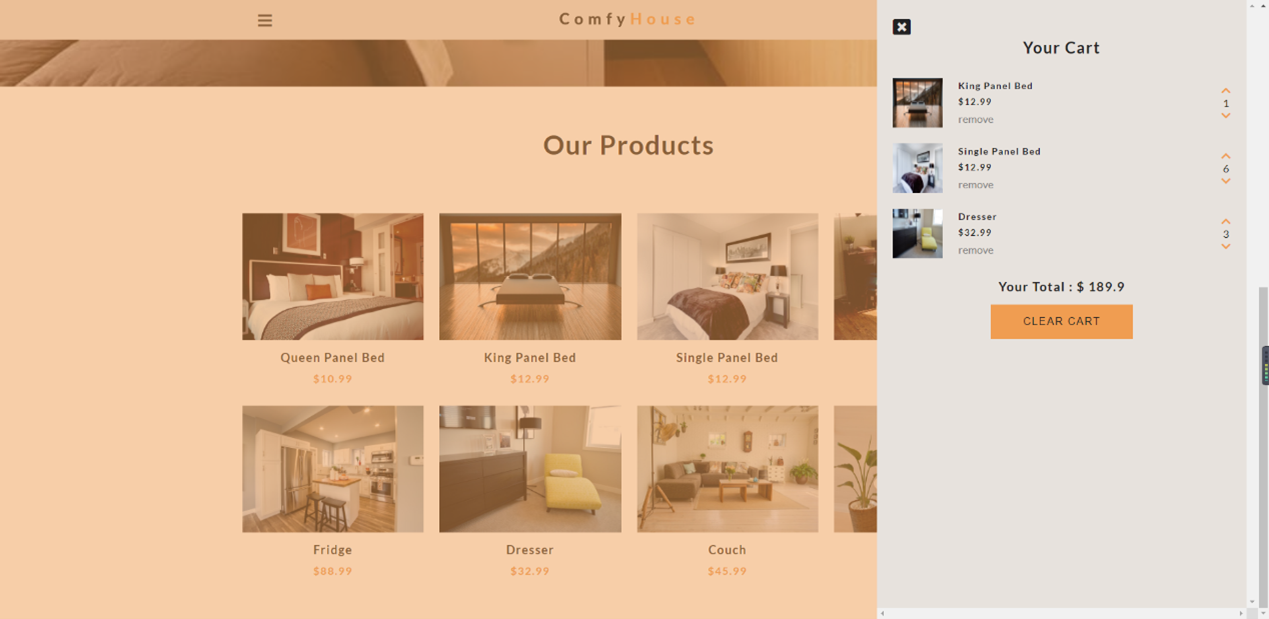 ComfyHouse
Our Products
Queen Panel Bed
$10.99
King Panel Bed
$12.99
Single Panel Bed
$12.99
Fridge
$88.99
Dresser
$32.99
Couch
$45.99
Your Cart
King Panel Bed
$12.99
remove
1
Single Panel Bed
$12.99
remove
6
Dresser
$32.99
remove
3
Your Total : $ 189.9
CLEAR CART